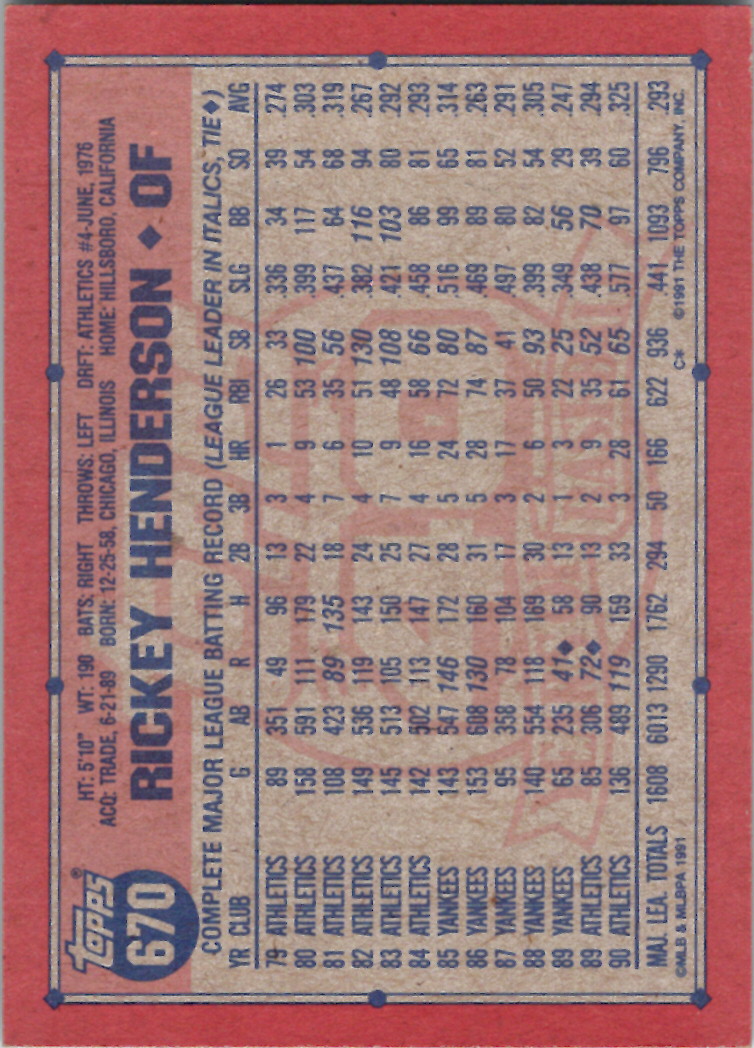 topps®
670
HT: 5'10" WT: 190 BATS: RIGHT THROWS: LEFT DRFT: ATHLETICS #4-JUNE, 1976
ACQ: TRADE, 6-21-89 BORN: 12-25-58, CHICAGO, ILLINOIS HOME: HILLSBORO, CALIFORNIA
RICKEY HENDERSON ◆ OF
COMPLETE MAJOR LEAGUE BATTING RECORD (LEAGUE LEADER IN ITALICS, TIE◆)
YR CLUB G AB R H 2B 3B HR RBI SB SLG BB SO AVG
79 ATHLETICS 89 351 49 96 13 3 1 26 33 .336 34 39 .274
80 ATHLETICS 158 591 111 179 22 4 9 53 100 .399 117 54 .303
81 ATHLETICS 108 423 89 135 18 7 6 35 56 .437 64 68 .319
82 ATHLETICS 149 536 119 143 24 4 10 51 130 .382 116 94 .267
83 ATHLETICS 145 513 105 150 25 7 9 48 108 .421 103 80 .292
84 ATHLETICS 142 502 113 147 27 4 16 58 66 .458 86 81 .293
85 YANKEES 143 547 146 172 28 5 24 72 80 .516 99 65 .314
86 YANKEES 153 608 130 160 31 5 28 74 87 .469 89 81 .263
87 YANKEES 95 358 78 104 17 3 17 37 41 .497 80 52 .291
88 YANKEES 140 554 118 169 30 2 6 50 93 .399 82 54 .305
89 YANKEES 65 235 41◆ 58 13 1 3 22 25 .349 56 29 .247
89 ATHLETICS 85 306 72◆ 90 13 2 9 35 52 .438 70 39 .294
90 ATHLETICS 136 489 119 159 33 3 28 61 65 .577 97 60 .325
MAJ. LEA. TOTALS 1608 6013 1290 1762 294 50 166 622 936 .441 1093 796 .293
©MLB & MLBPA 1991 C* ©1991 THE TOPPS COMPANY, INC.